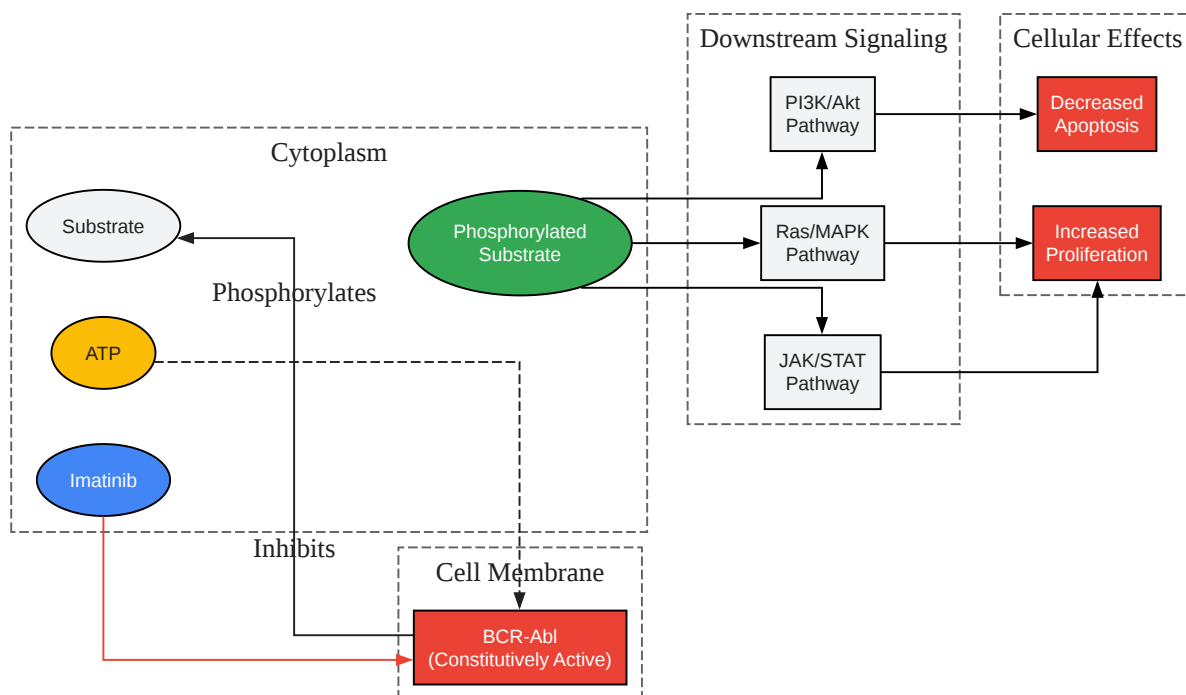 Downstream Signaling
Cellular Effects
PI3K/Akt
Pathway
Decreased
Apoptosis
Cytoplasm
Substrate
Phosphorylated
Substrate
Ras/MAPK
Pathway
Increased
Proliferation
Phosphorylates
ATP
JAK/STAT
Pathway
Imatinib
Inhibits
Cell Membrane
BCR-Abl
(Constitutively Active)